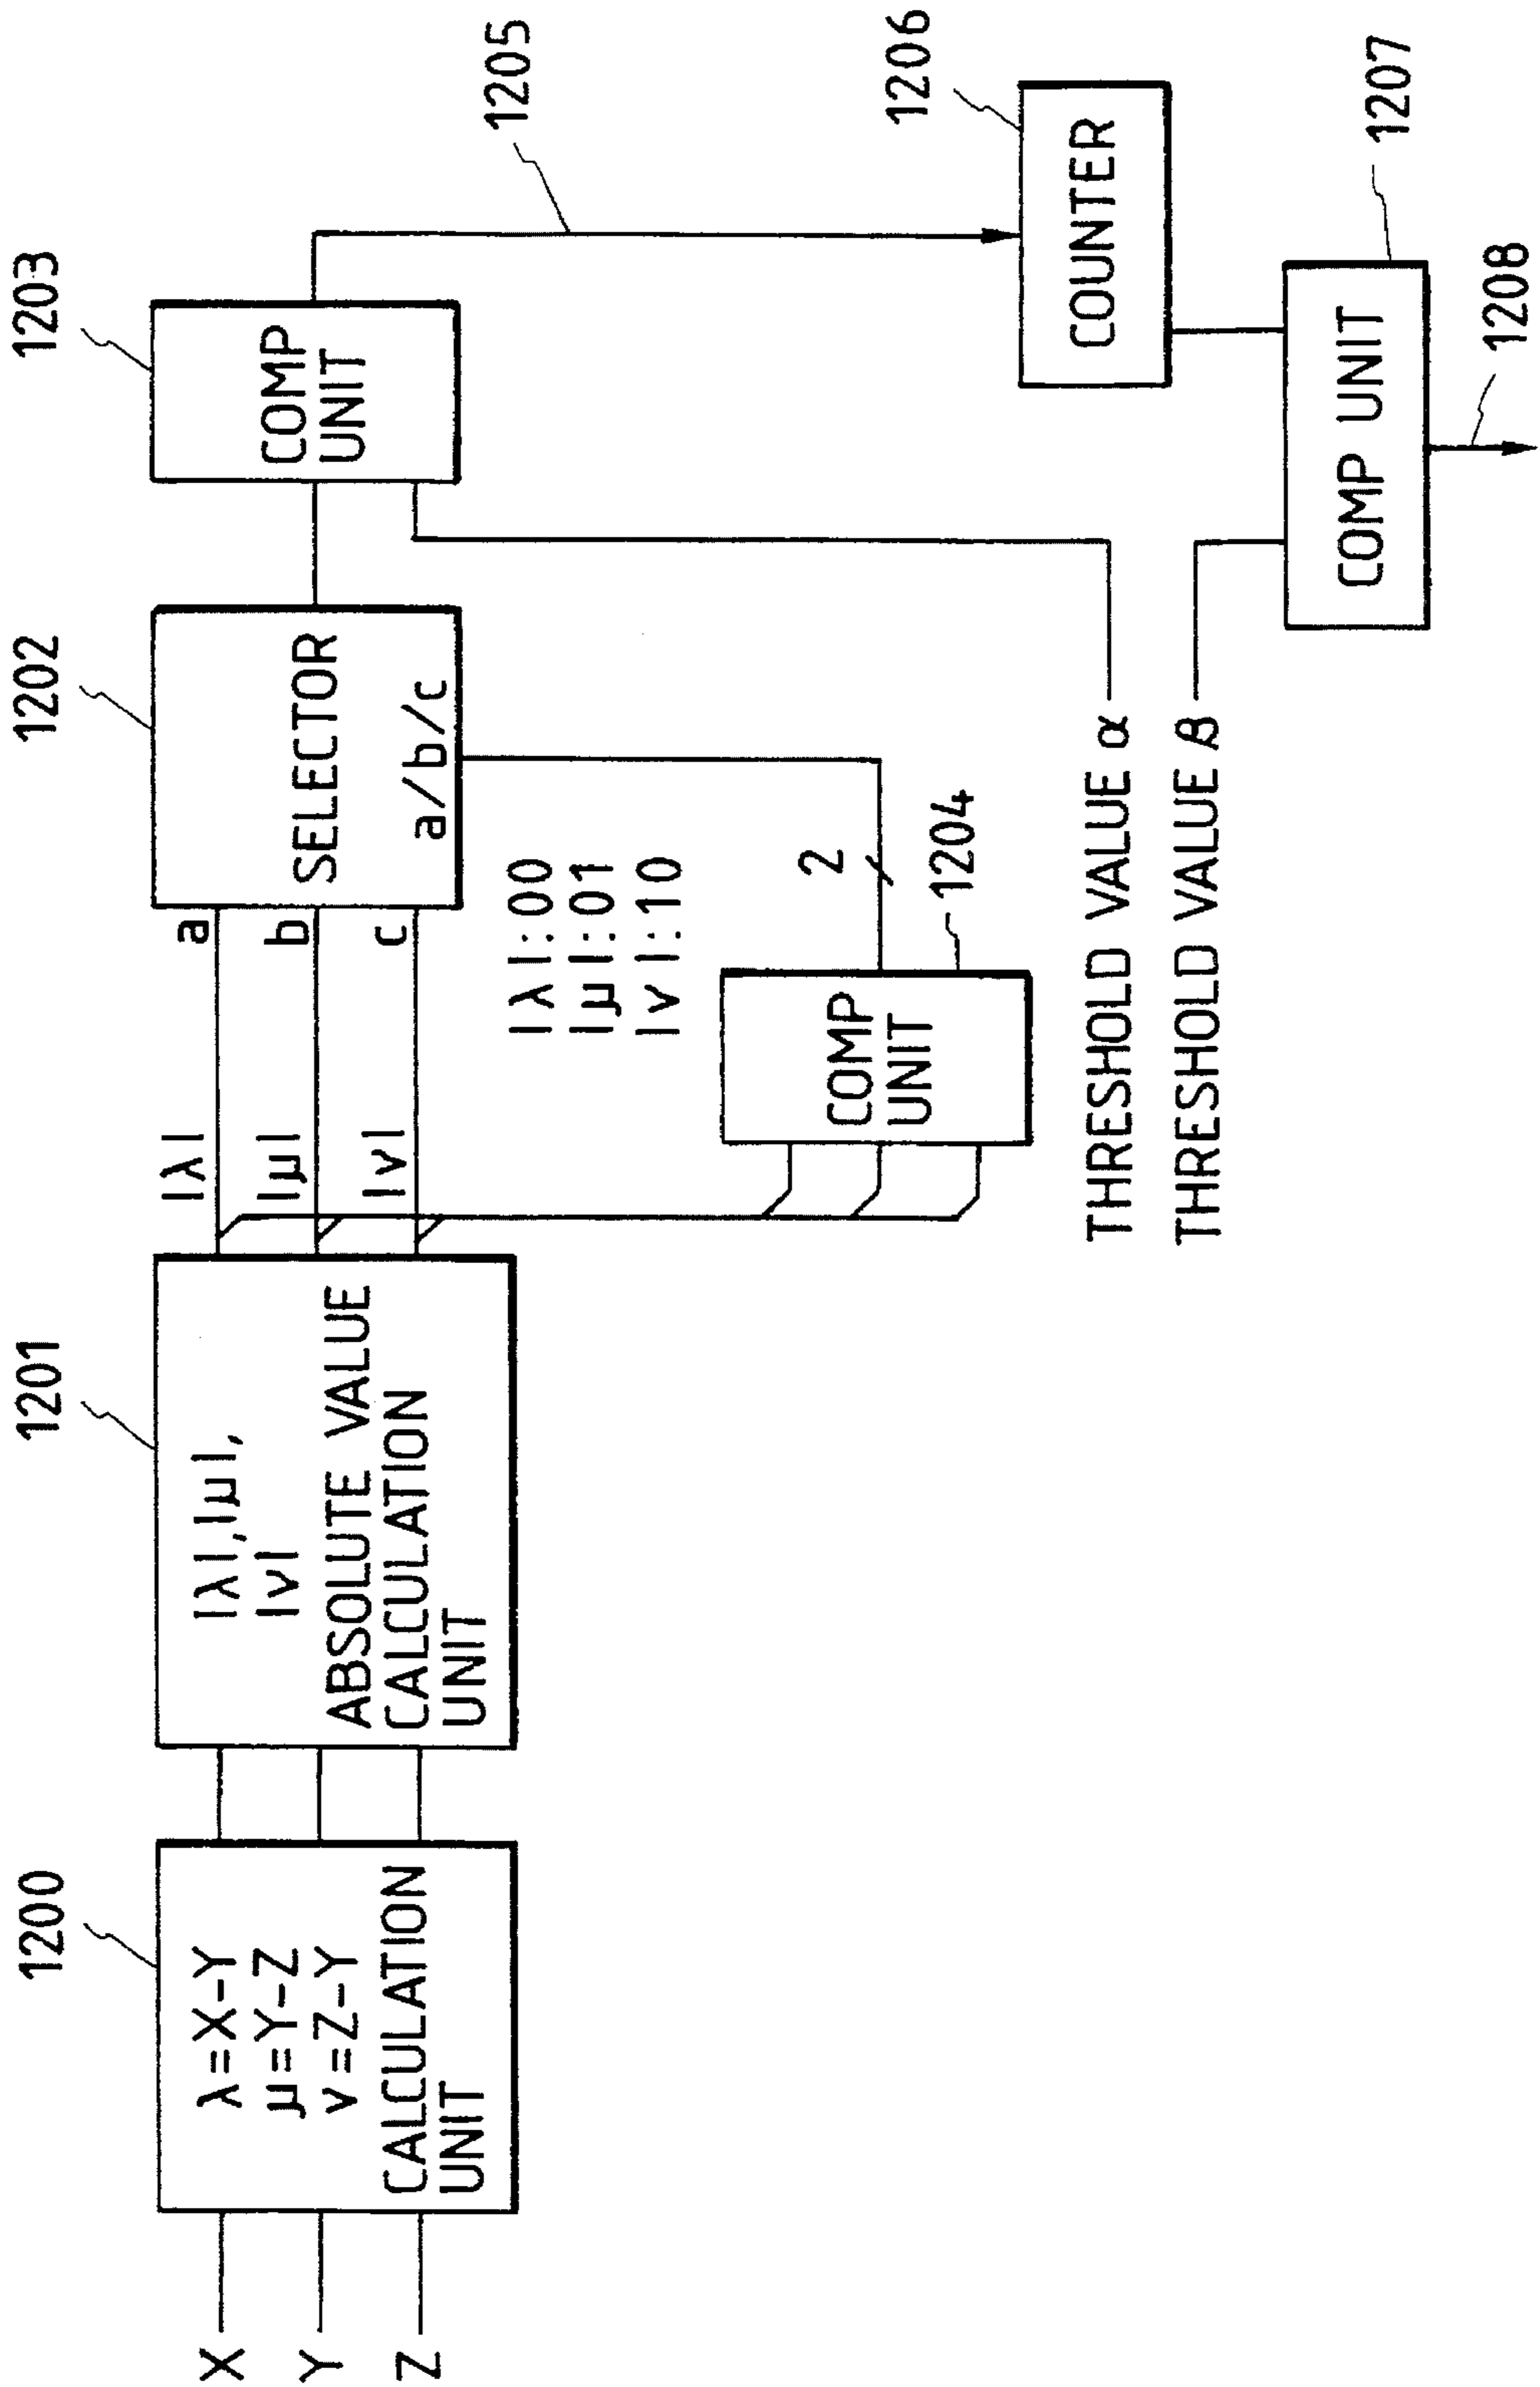 1200
1201
1202
1203
X
Y
Z
λ=X-Y
μ=Y-Z
ν=Z-Y
CALCULATION
UNIT
|λ|,|μ|,
|ν|
ABSOLUTE VALUE
CALCULATION
UNIT
|λ|
|μ|
|ν|
a
b
c
SELECTOR
a/b/c
COMP
UNIT
|λ|:00
|μ|:01
|ν|:10
1205
COMP
UNIT
2
1204
1206
COUNTER
THRESHOLD VALUE α
THRESHOLD VALUE β
COMP UNIT
1207
1208